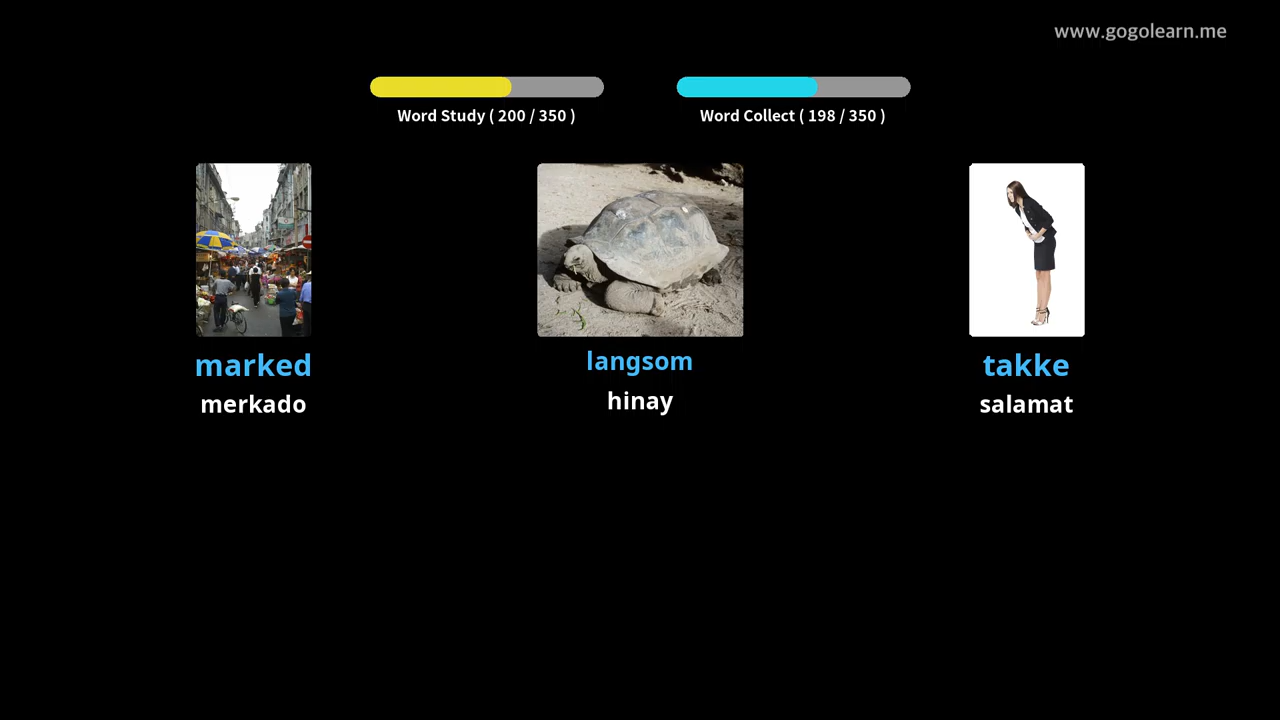 www.gogolearn.me
Word Study ( 200 / 350 )
Word Collect ( 198 / 350 )
marked
merkado
langsom
hinay
takke
salamat